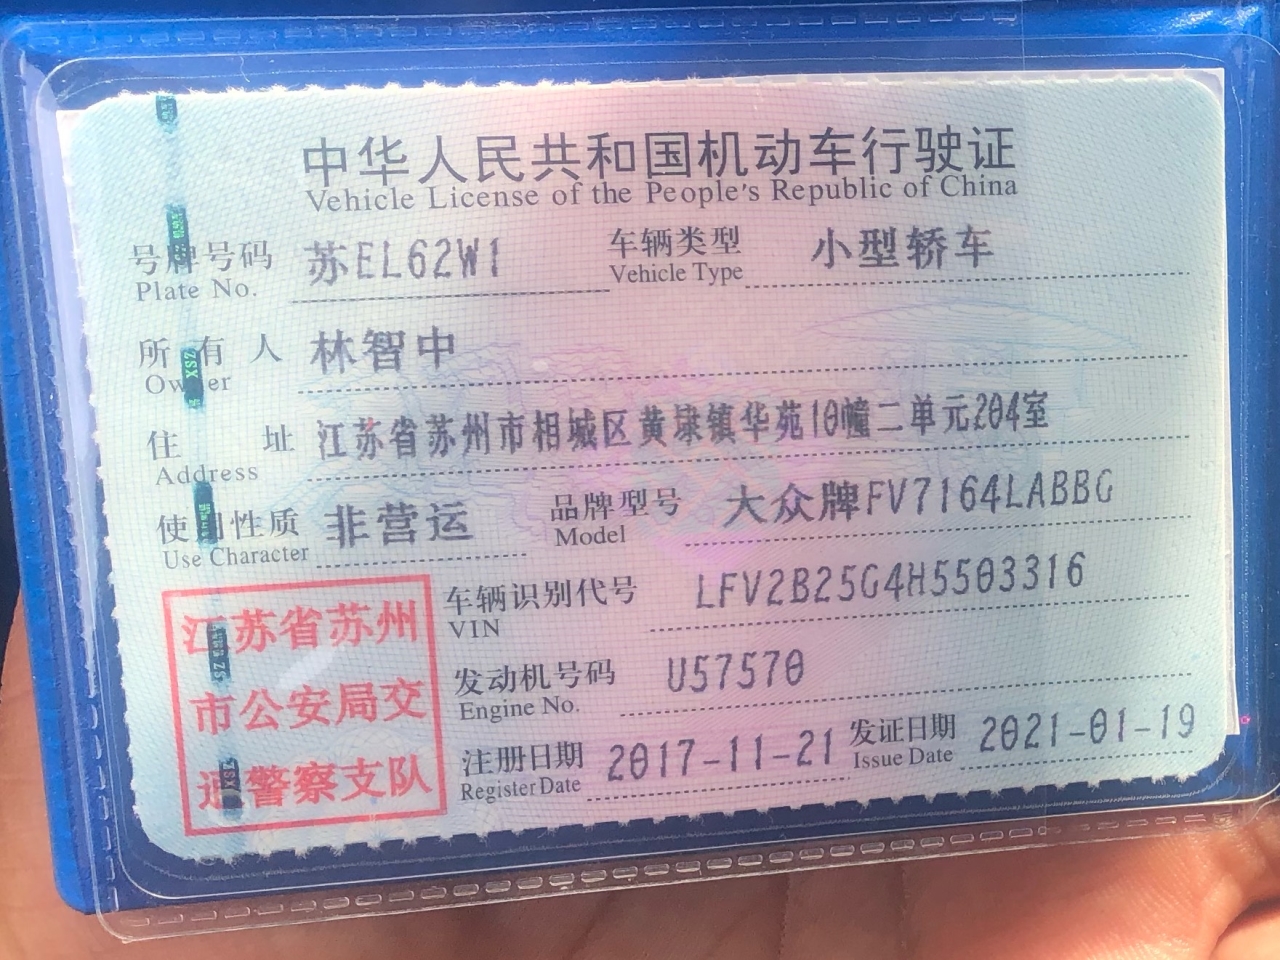 中华人民共和国机动车行驶证
Vehicle License of the People's Republic of China
号牌号码 苏EL62W1 车辆类型 小型轿车
Plate No. Vehicle Type
所有人 林智中
Owner
住址 江苏省苏州市相城区黄埭镇华苑10幢二单元204室
Address
使用性质 非营运 品牌型号 大众牌FV7164LABBG
Use Character Model
车辆识别代号 LFV2B25G4H5503316
VIN
发动机号码 U57570
Engine No.
注册日期 2017-11-21 发证日期 2021-01-19
Register Date Issue Date
江苏省苏州
市公安局交
通警察支队
XSZ